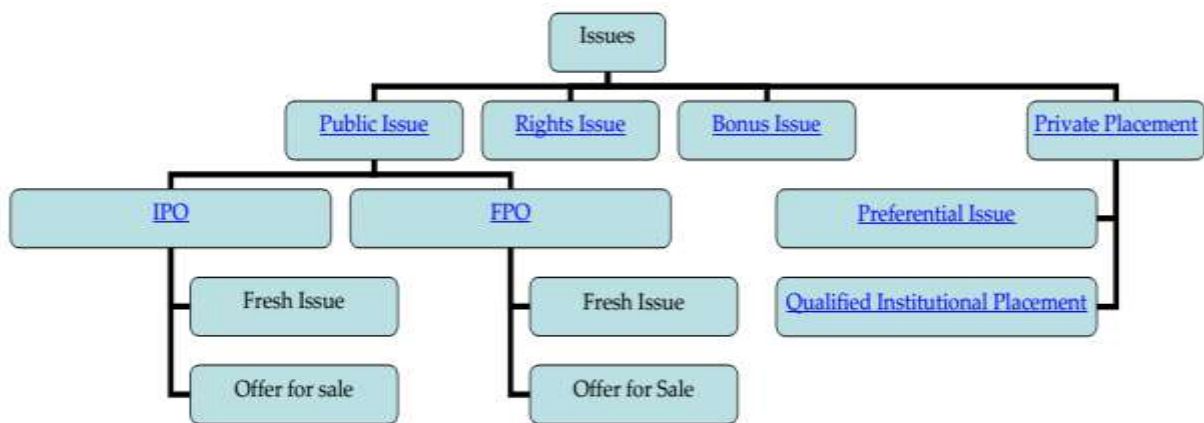 Issues
Public Issue
Rights Issue
Bonus Issue
Private Placement
IPO
FPO
Preferential Issue
Fresh Issue
Fresh Issue
Qualified Institutional Placement
Offer for sale
Offer for Sale